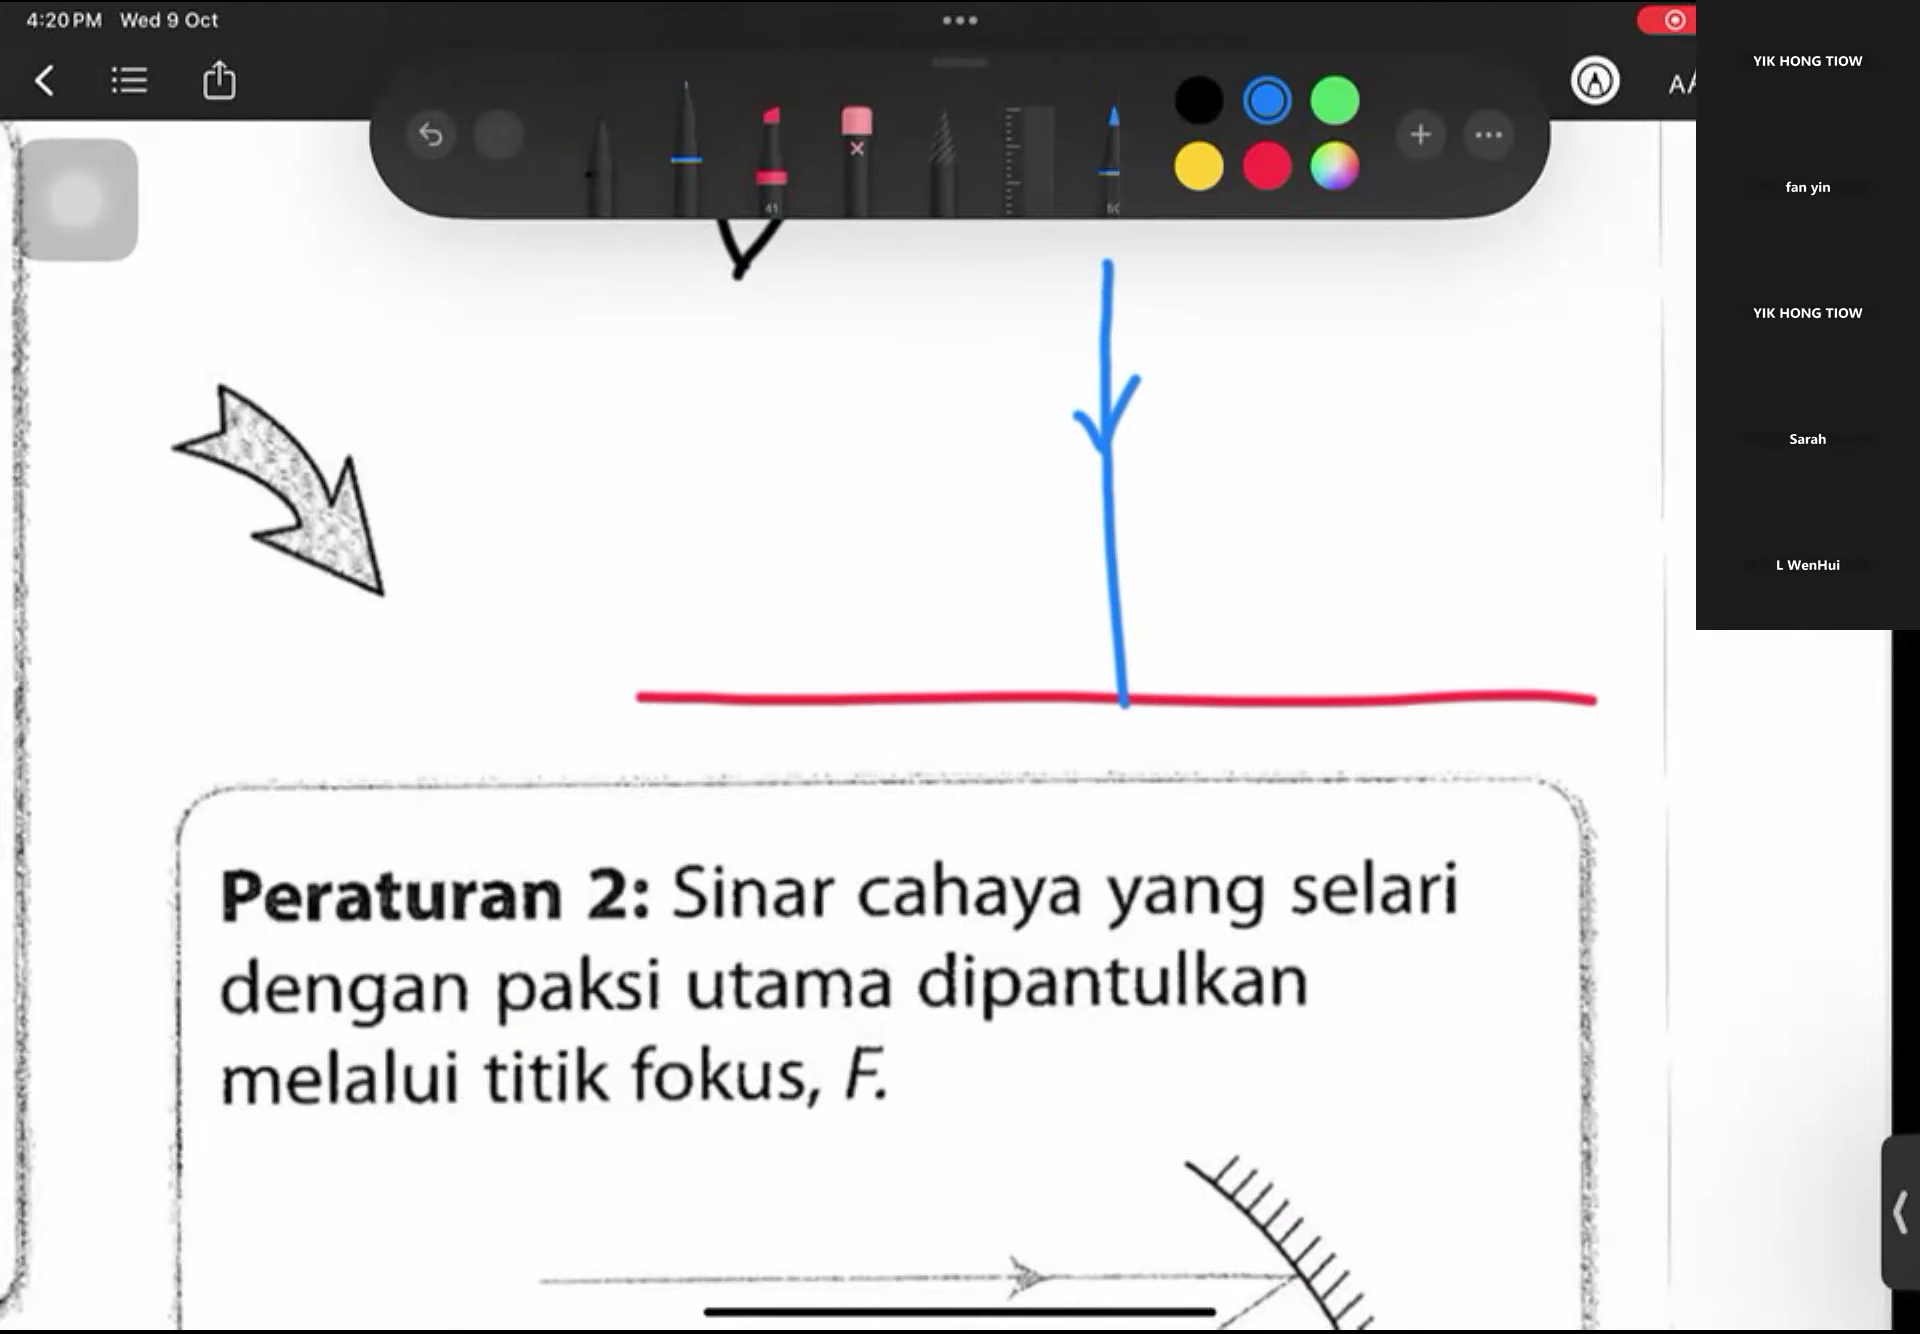 4:20 PM Wed 9 Oct
YIK HONG TIOW
fan yin
YIK HONG TIOW
Sarah
L WenHui
41
Peraturan 2: Sinar cahaya yang selari
dengan paksi utama dipantulkan
melalui titik fokus, F.